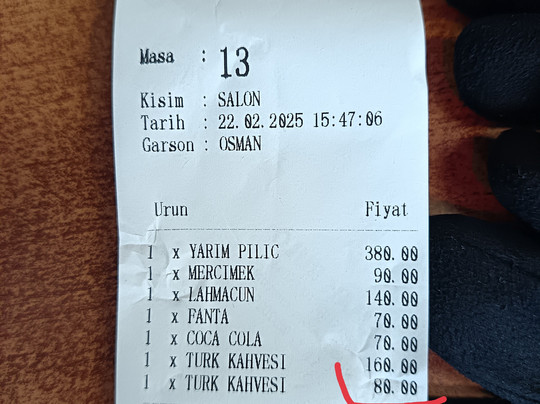 Masa : 13
Kisim : SALON
Tarih : 22.02.2025 15:47:06
Garson : OSMAN
Urun Fiyat
1 x YARIM PILIC 380.00
1 x MERCIMEK 90.00
1 x LAHMACUN 140.00
1 x FANTA 70.00
1 x COCA COLA 70.00
1 x TURK KAHVESI 160.00
1 x TURK KAHVESI 80.00